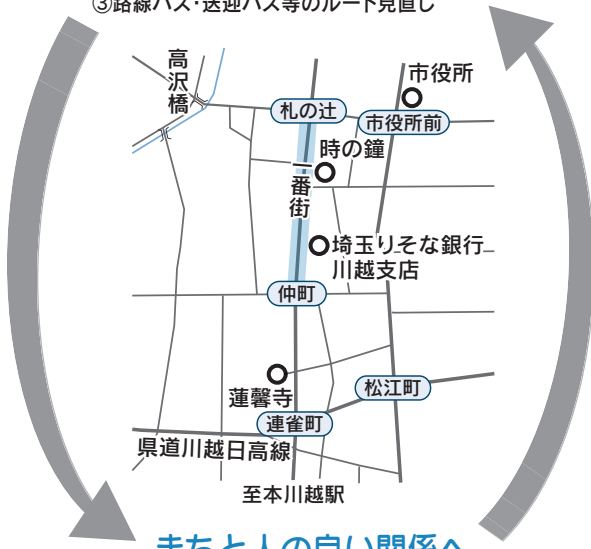 ③路線バス・送迎バス等のルート見直し
高沢橋
市役所
札の辻
市役所前
時の鐘
一番街
埼玉りそな銀行
川越支店
仲町
蓮馨寺
松江町
連雀町
県道川越日高線
至本川越駅
まちと人の良い関係へ